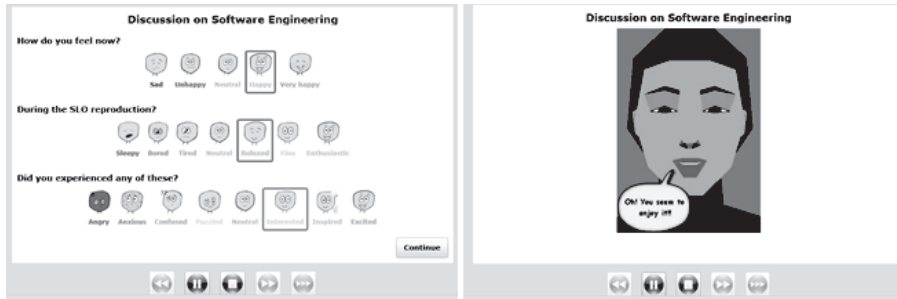 Discussion on Software Engineering
How do you feel now?
Sad Unhappy Neutral Happy Very happy
During the SLO reproduction?
Sleepy Bored Tired Neutral Relaxed Fine Enthusiastic
Did you experienced any of these?
Angry Anxious Confused Puzzled Neutral Interested Inspired Excited
Continue
Discussion on Software Engineering
Oh! You seem to
enjoy it!!